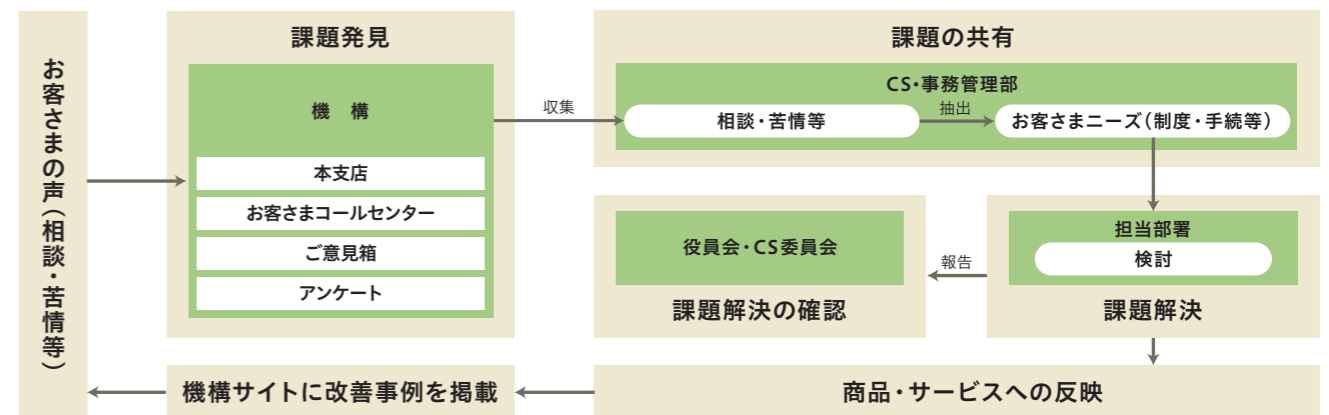 お客さまの声（相談・苦情等）
課題発見
機　構
本支店
お客さまコールセンター
ご意見箱
アンケート
収集
課題の共有
CS・事務管理部
相談・苦情等
抽出
お客さまニーズ（制度・手続等）
担当部署
検討
課題解決
報告
役員会・CS委員会
課題解決の確認
商品・サービスへの反映
機構サイトに改善事例を掲載